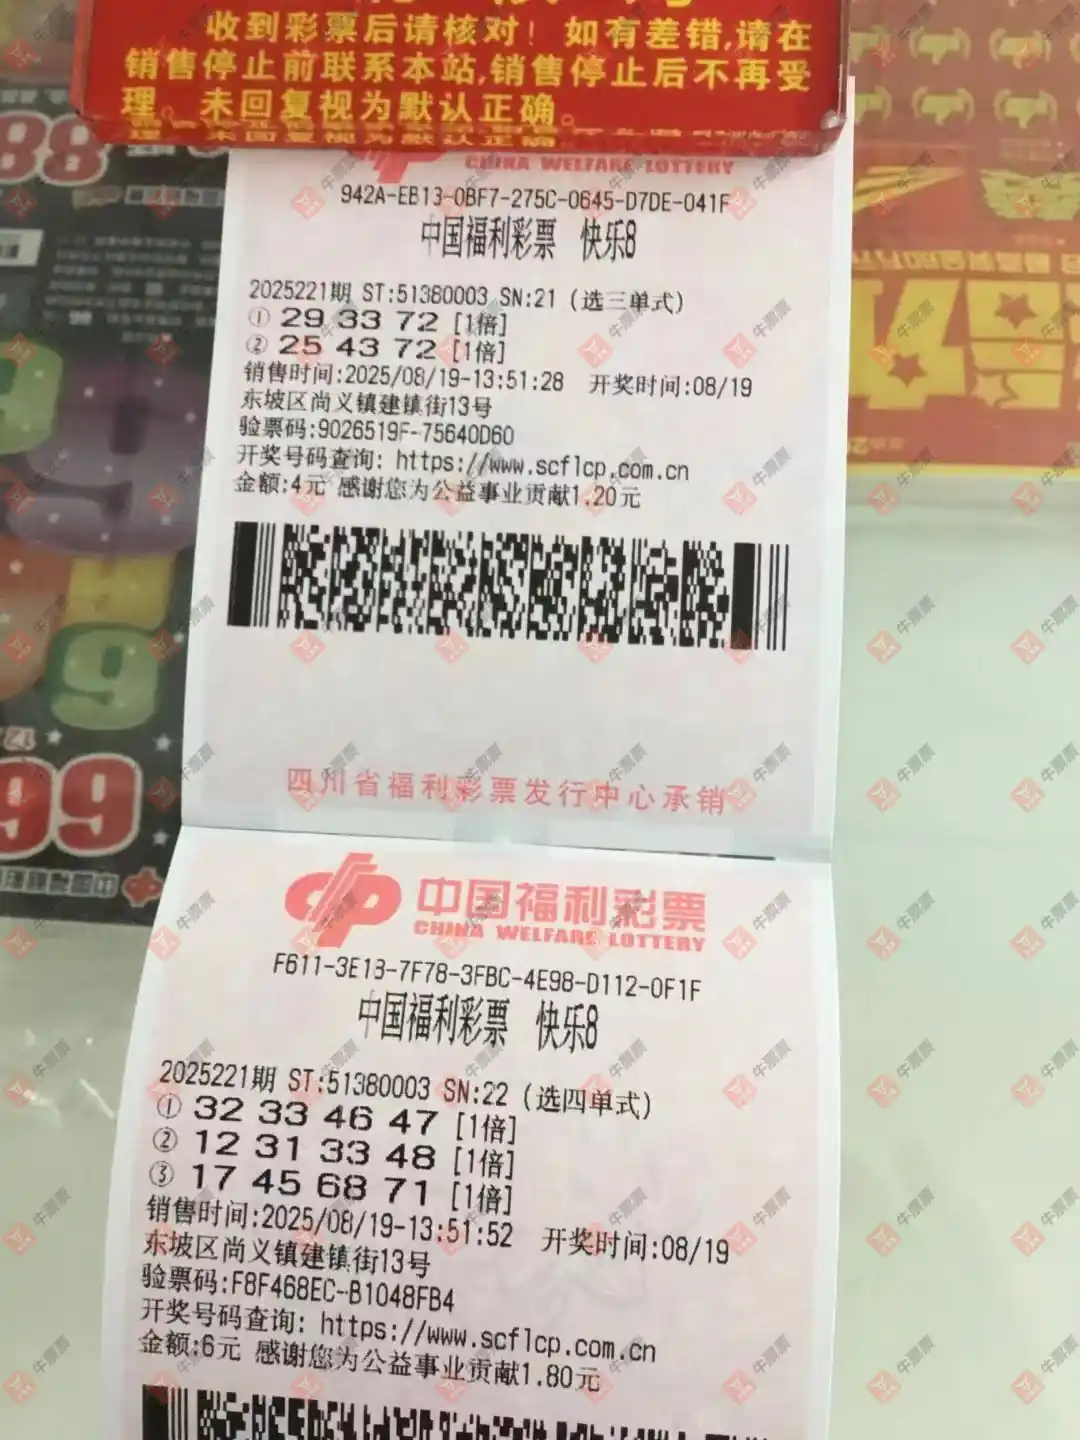 收到彩票后请核对！如有差错,请在
销售停止前联系本站,销售停止后不再受
理。未回复视为默认正确。
CHINA WELFARE LOTTERY
942A-EB13-0BF7-275C-0645-D7DE-041F
中国福利彩票 快乐8
2025221期 ST:51380003 SN:21 (选三单式)
① 29 33 72 [1倍]
② 25 43 72 [1倍]
销售时间:2025/08/19-13:51:28 开奖时间:08/19
东坡区尚义镇建镇街13号
验票码:9026519F-75640D60
开奖号码查询: https://www.scflcp.com.cn
金额:4元 感谢您为公益事业贡献1.20元
四川省福利彩票发行中心承销
中国福利彩票
CHINA WELFARE LOTTERY
F611-3E1B-7F78-3FBC-4E98-D112-0F1F
中国福利彩票 快乐8
2025221期 ST:51380003 SN:22 (选四单式)
① 32 33 46 47 [1倍]
② 12 31 33 48 [1倍]
③ 17 45 68 71 [1倍]
销售时间:2025/08/19-13:51:52 开奖时间:08/19
东坡区尚义镇建镇街13号
验票码:F8F468EC-B1048FB4
开奖号码查询: https://www.scflcp.com.cn
金额:6元 感谢您为公益事业贡献1.80元